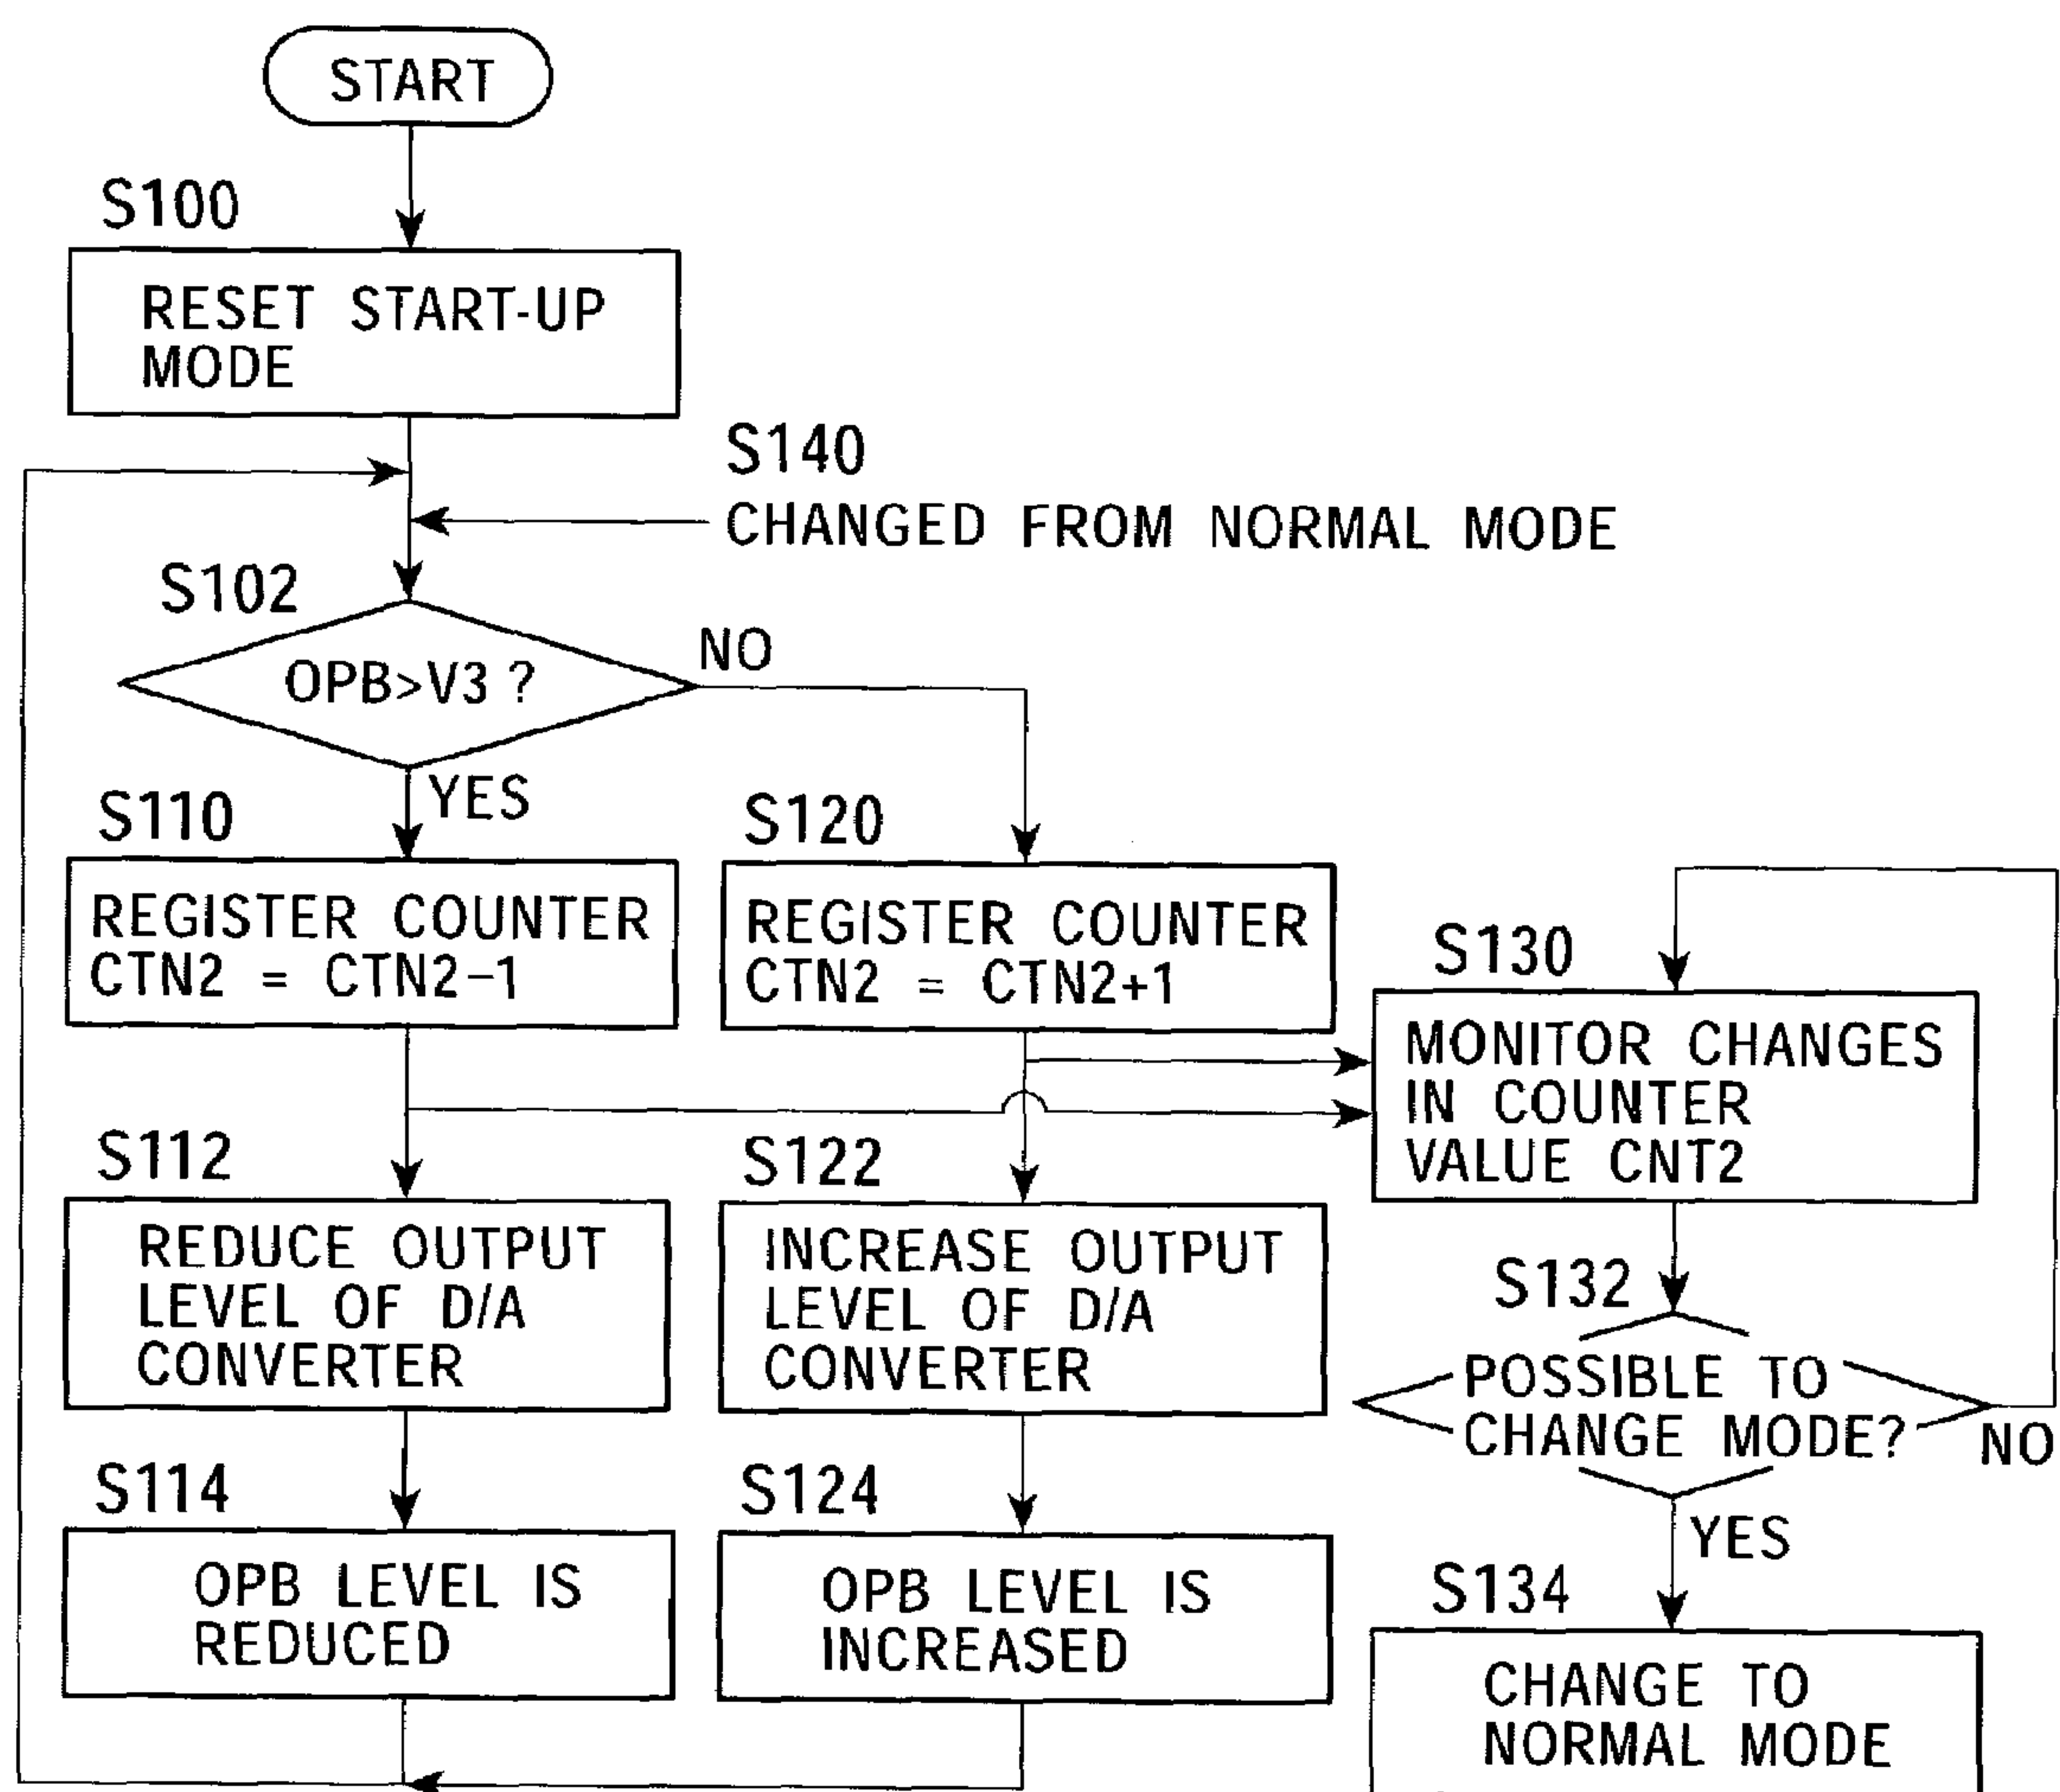 START
S100
RESET START-UP
MODE
S140
CHANGED FROM NORMAL MODE
S102
OPB>V3 ?
NO
YES
S110
REGISTER COUNTER
CTN2 = CTN2−1
S120
REGISTER COUNTER
CTN2 = CTN2+1
S130
MONITOR CHANGES
IN COUNTER
VALUE CNT2
S112
REDUCE OUTPUT
LEVEL OF D/A
CONVERTER
S122
INCREASE OUTPUT
LEVEL OF D/A
CONVERTER
S132
POSSIBLE TO
CHANGE MODE?
NO
YES
S114
OPB LEVEL IS
REDUCED
S124
OPB LEVEL IS
INCREASED
S134
CHANGE TO
NORMAL MODE